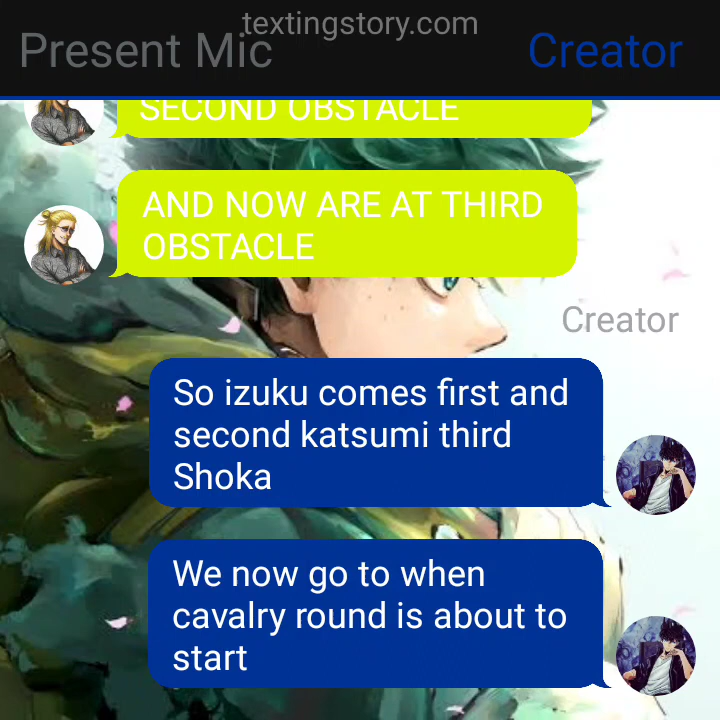 textingstory.com
Present Mic
Creator
SECOND OBSTACLE
AND NOW ARE AT THIRD
OBSTACLE
Creator
So izuku comes first and
second katsumi third
Shoka
We now go to when
cavalry round is about to
start